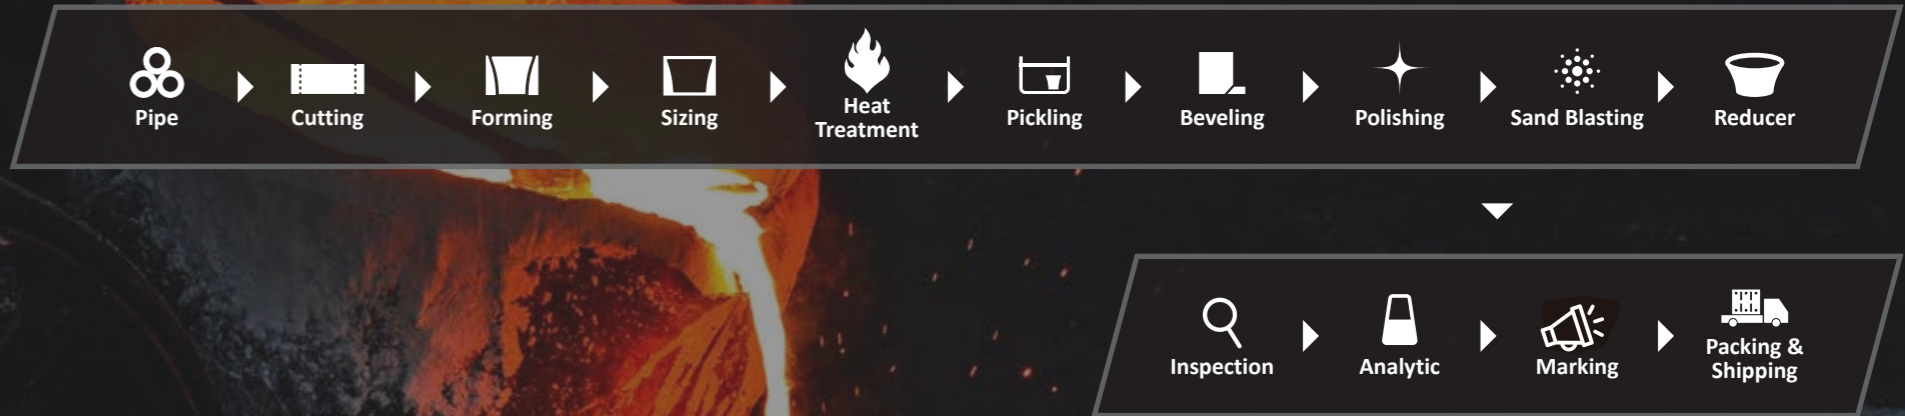 Pipe
Cutting
Forming
Sizing
Heat
Treatment
Pickling
Beveling
Polishing
Sand Blasting
Reducer
Inspection
Analytic
Marking
Packing &
Shipping